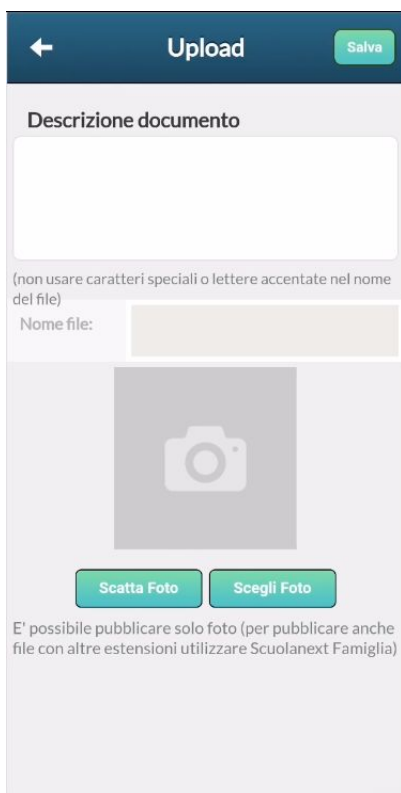 Upload
Salva
Descrizione documento
(non usare caratteri speciali o lettere accentate nel nome
del file)
Nome file:
Scatta Foto
Scegli Foto
E' possibile pubblicare solo foto (per pubblicare anche
file con altre estensioni utilizzare Scuolanext Famiglia)